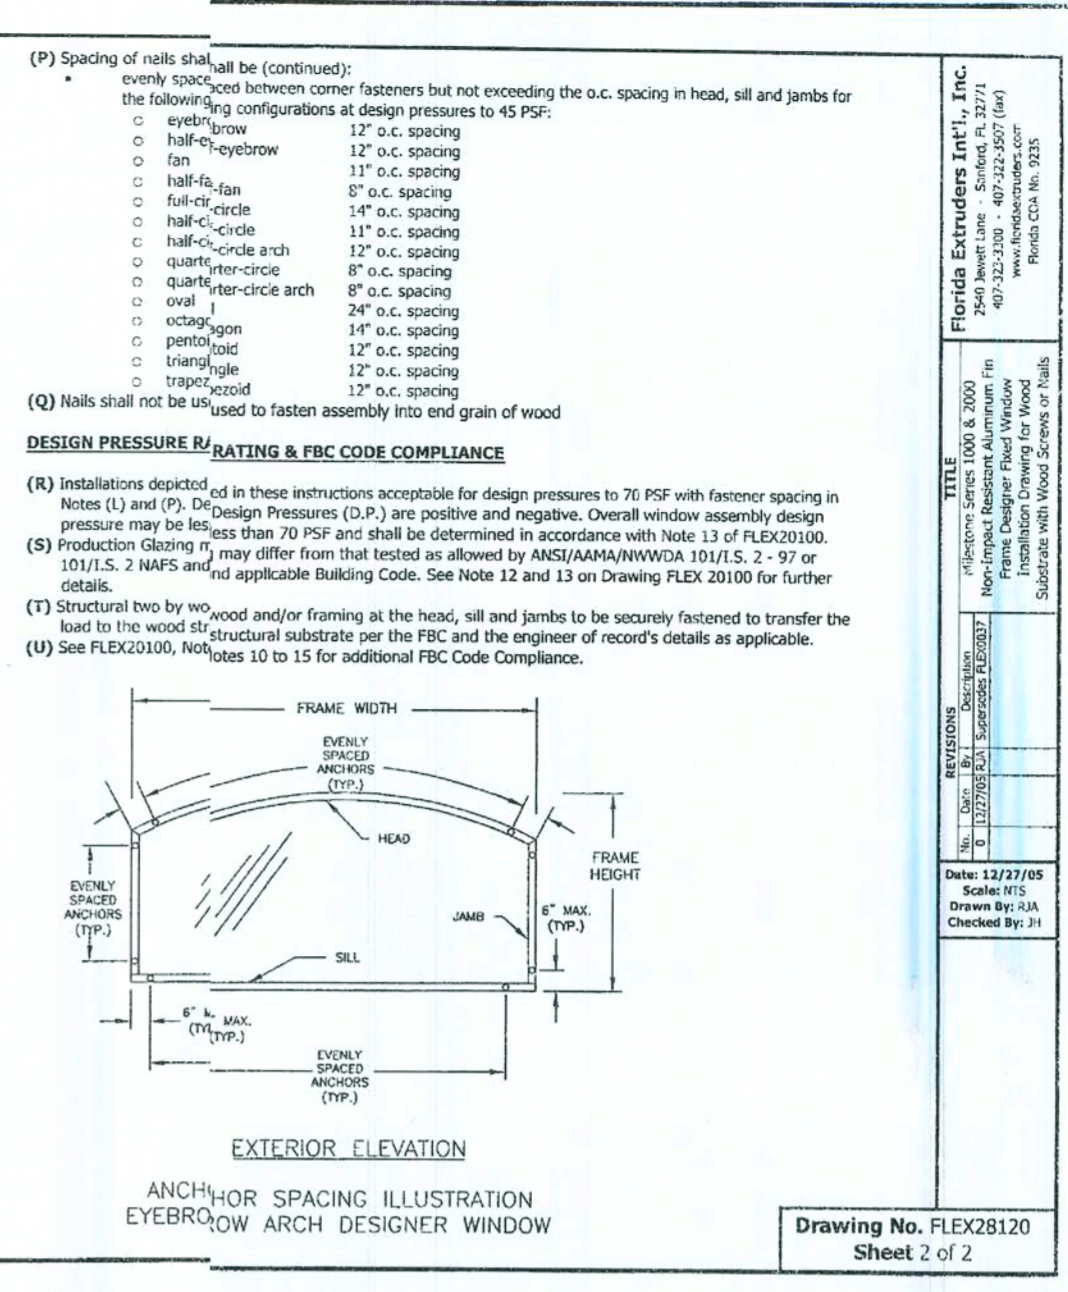 (P) Spacing of nails shall be (continued):
▪ evenly spaced between corner fasteners but not exceeding the o.c. spacing in head, sill and jambs for
the following configurations at design pressures to 45 PSF:
○ eyebrow 12" o.c. spacing
○ half-eyebrow 12" o.c. spacing
○ fan 11" o.c. spacing
○ half-fan 8" o.c. spacing
○ full-circle 14" o.c. spacing
○ half-circle 11" o.c. spacing
○ half-circle arch 12" o.c. spacing
○ quarter-circle 8" o.c. spacing
○ quarter-circle arch 8" o.c. spacing
○ oval 24" o.c. spacing
○ octagon 14" o.c. spacing
○ pentoid 12" o.c. spacing
○ triangle 12" o.c. spacing
○ trapezoid 12" o.c. spacing
(Q) Nails shall not be used to fasten assembly into end grain of wood
DESIGN PRESSURE RATING & FBC CODE COMPLIANCE
(R) Installations depicted in these instructions acceptable for design pressures to 70 PSF with fastener spacing in
Notes (L) and (P). Design Pressures (D.P.) are positive and negative. Overall window assembly design
pressure may be less than 70 PSF and shall be determined in accordance with Note 13 of FLEX20100.
(S) Production Glazing may differ from that tested as allowed by ANSI/AAMA/NWWDA 101/I.S. 2 - 97 or
101/I.S. 2 NAFS and applicable Building Code. See Note 12 and 13 on Drawing FLEX 20100 for further
details.
(T) Structural two by wood and/or framing at the head, sill and jambs to be securely fastened to transfer the
load to the wood structural substrate per the FBC and the engineer of record's details as applicable.
(U) See FLEX20100, Notes 10 to 15 for additional FBC Code Compliance.
FRAME WIDTH
EVENLY
SPACED
ANCHORS
(TYP.)
HEAD
FRAME
HEIGHT
EVENLY
SPACED
ANCHORS
(TYP.)
JAMB
6" MAX.
(TYP.)
SILL
6" MAX.
(TYP.)
EVENLY
SPACED
ANCHORS
(TYP.)
EXTERIOR ELEVATION
ANCHOR SPACING ILLUSTRATION
EYEBROW ARCH DESIGNER WINDOW
Florida Extruders Int'l., Inc.
2540 Jewett Lane - Sanford, FL 32771
407-323-3300 - 407-322-3507 (fax)
www.floridaextruders.com
Florida COA No. 9235
TITLE
Milestone Series 1000 & 2000
Non-Impact Resistant Aluminum Fin
Frame Designer Fixed Window
Installation Drawing for Wood
Substrate with Wood Screws or Nails
REVISIONS
No. Date By Description
0 12/27/05 RJA Supersedes FLEX0037
Date: 12/27/05
Scale: NTS
Drawn By: RJA
Checked By: JH
Drawing No. FLEX28120
Sheet 2 of 2